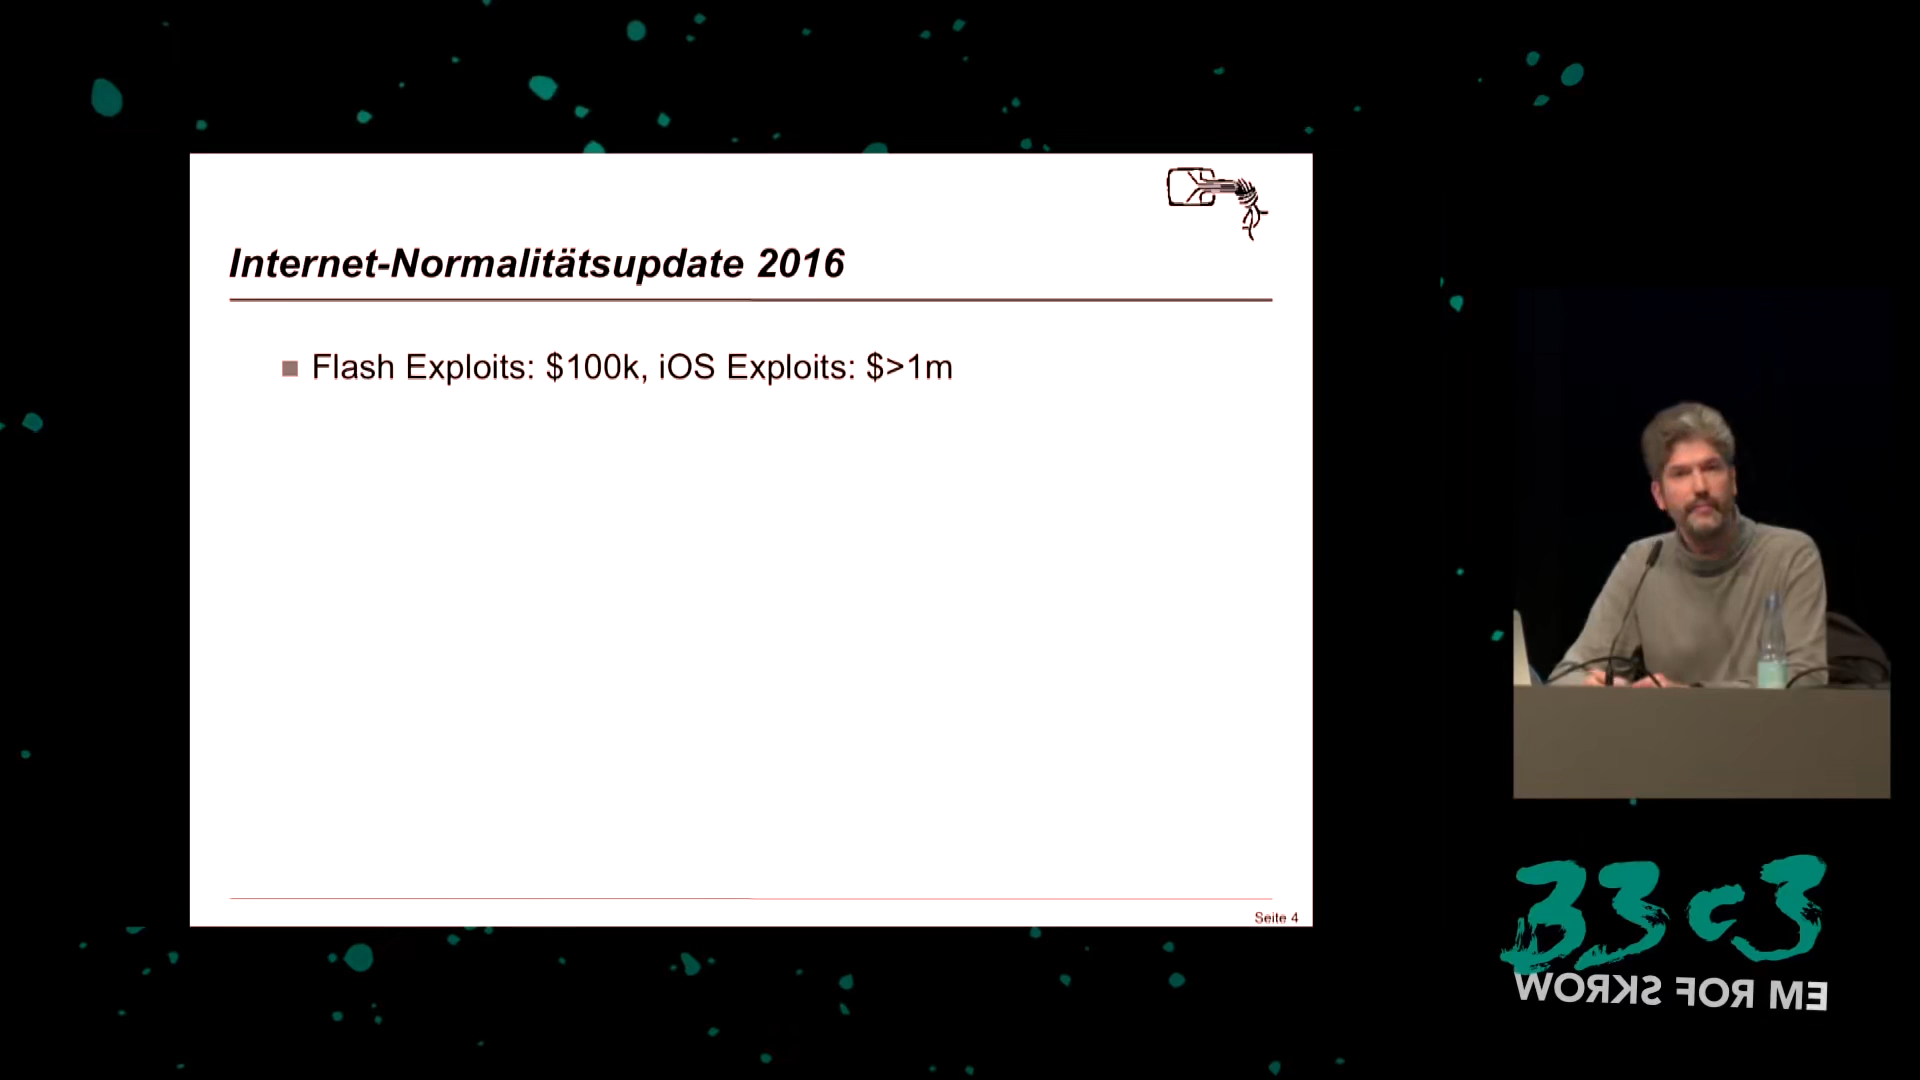 Internet-Normalitätsupdate 2016
Flash Exploits: $100k, iOS Exploits: $>1m
Seite 4
33c3
WORKS FOR ME